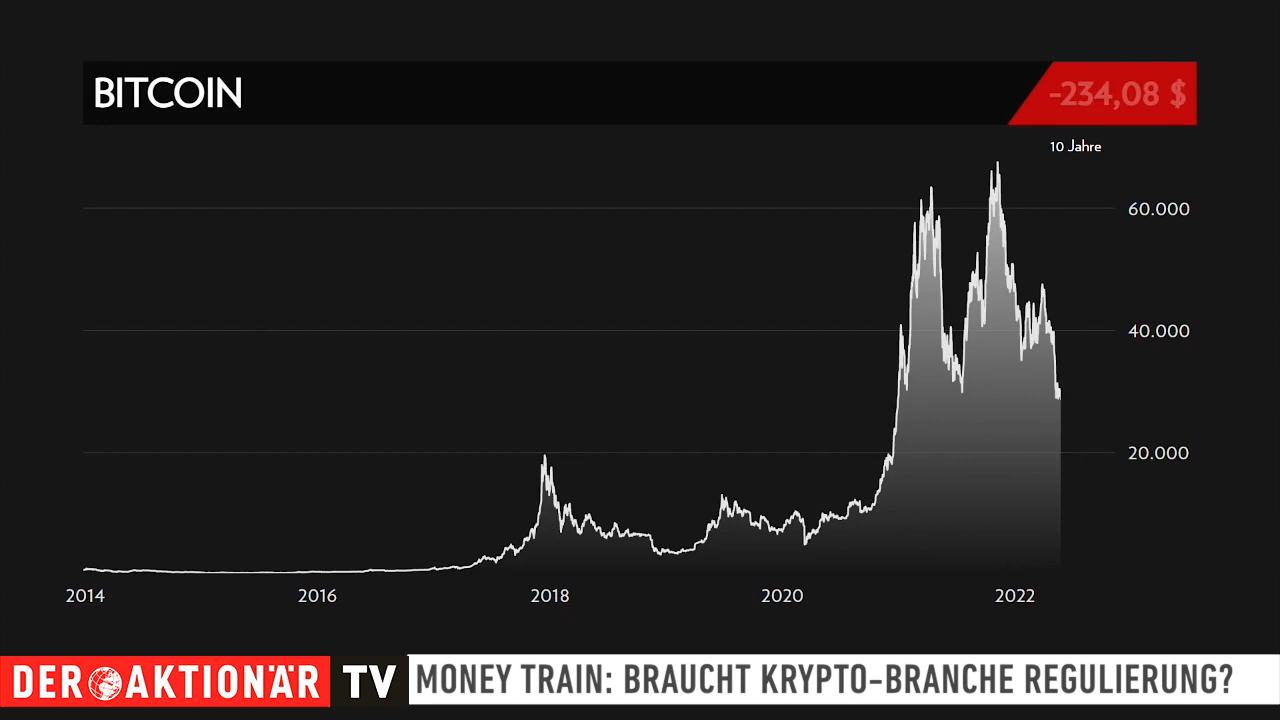 BITCOIN
-234,08 $
10 Jahre
60.000
40.000
20.000
2014 2016 2018 2020 2022
DER AKTIONÄR TV MONEY TRAIN: BRAUCHT KRYPTO-BRANCHE REGULIERUNG?